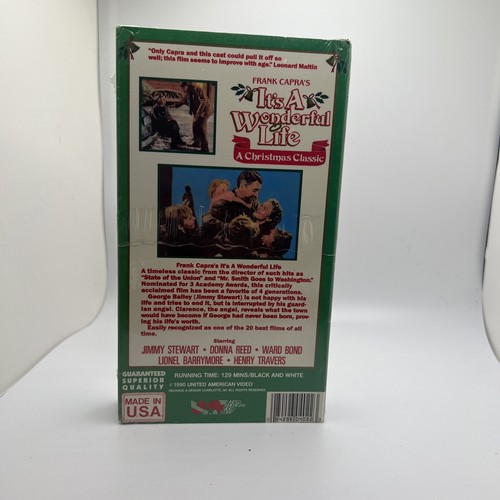 "Only Capra and this cast could pull it off so
well; this film seems to improve with age." Leonard Maltin
FRANK CAPRA'S
It's A
Wonderful
Life
A Christmas Classic
Frank Capra's It's A Wonderful Life
A timeless classic from the director of such hits as
"State of the Union" and "Mr. Smith Goes to Washington."
Nominated for 3 Academy Awards, this critically
acclaimed film has been a favorite of 4 generations.
George Bailey (Jimmy Stewart) is not happy with his
life and tries to end it, but is interrupted by his guard-
ian angel. Clarence, the angel, reveals what the town
would have become if George had never been born, prov-
ing his life's worth.
Easily recognized as one of the 20 best films of all
time.
Starring
JIMMY STEWART • DONNA REED • WARD BOND
LIONEL BARRYMORE • HENRY TRAVERS
GUARANTEED
SUPERIOR
QUALITY
RUNNING TIME: 129 MINS/BLACK AND WHITE
©1990 UNITED AMERICAN VIDEO
PACKAGE & DESIGN CHARLOTTE, NC ALL RIGHTS RESERVED
MADE IN
USA